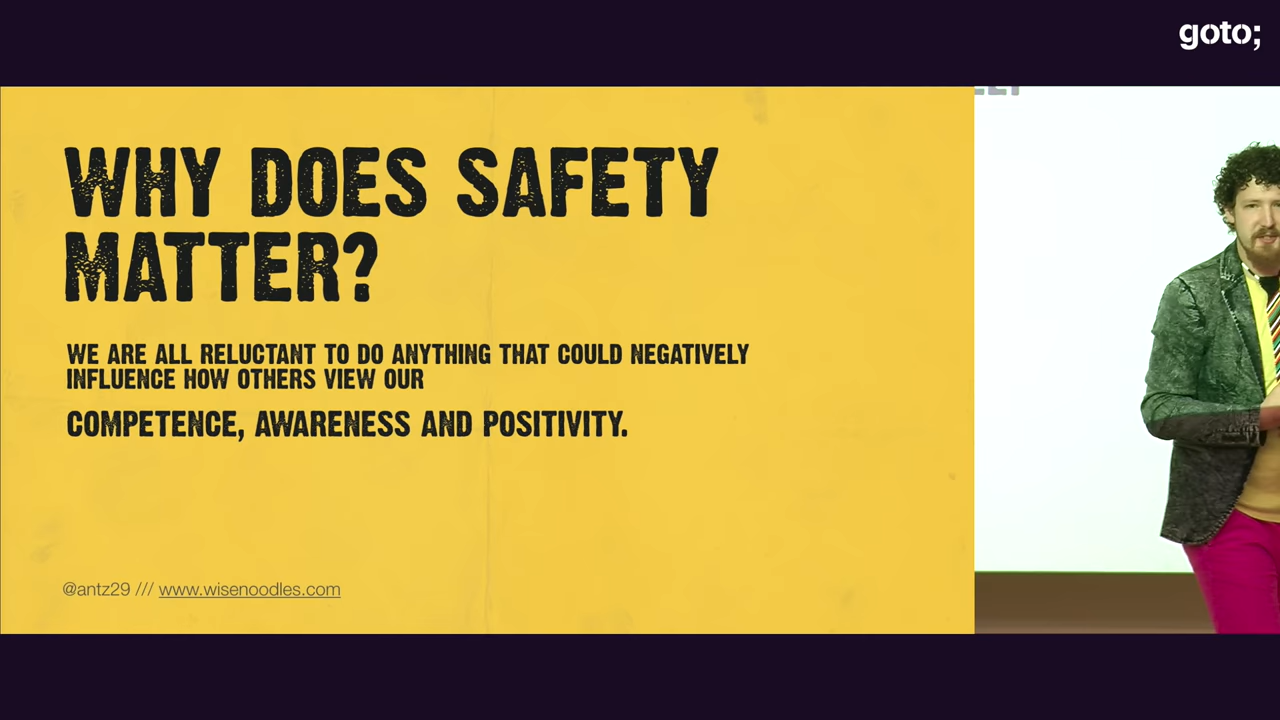 goto;
WHY DOES SAFETY
MATTER?
WE ARE ALL RELUCTANT TO DO ANYTHING THAT COULD NEGATIVELY
INFLUENCE HOW OTHERS VIEW OUR
COMPETENCE, AWARENESS AND POSITIVITY.
@antz29 /// www.wisenoodles.com